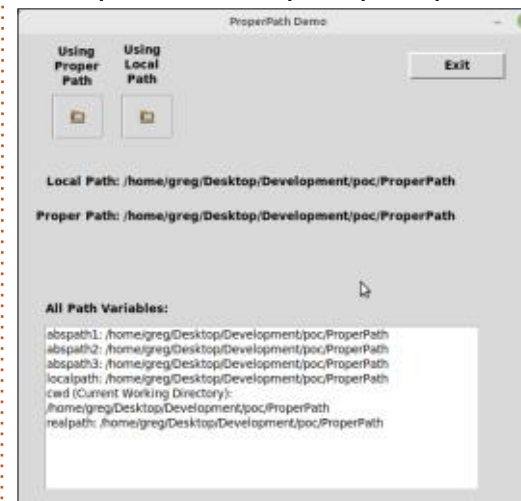 ProperPath Demo
Using
Proper
Path
Using
Local
Path
Exit
Local Path: /home/greg/Desktop/Development/poc/ProperPath
Proper Path: /home/greg/Desktop/Development/poc/ProperPath
All Path Variables:
abspath1: /home/greg/Desktop/Development/poc/ProperPath
abspath2: /home/greg/Desktop/Development/poc/ProperPath
abspath3: /home/greg/Desktop/Development/poc/ProperPath
localpath: /home/greg/Desktop/Development/poc/ProperPath
cwd (Current Working Directory):
/home/greg/Desktop/Development/poc/ProperPath
realpath: /home/greg/Desktop/Development/poc/ProperPath